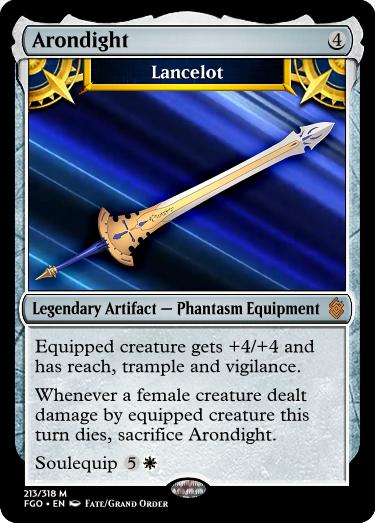 Arondight 4
Lancelot
Legendary Artifact — Phantasm Equipment
Equipped creature gets +4/+4 and
has reach, trample and vigilance.
Whenever a female creature dealt
damage by equipped creature this
turn dies, sacrifice Arondight.
Soulequip 5
213/318 M
FGO • EN Fate/Grand Order